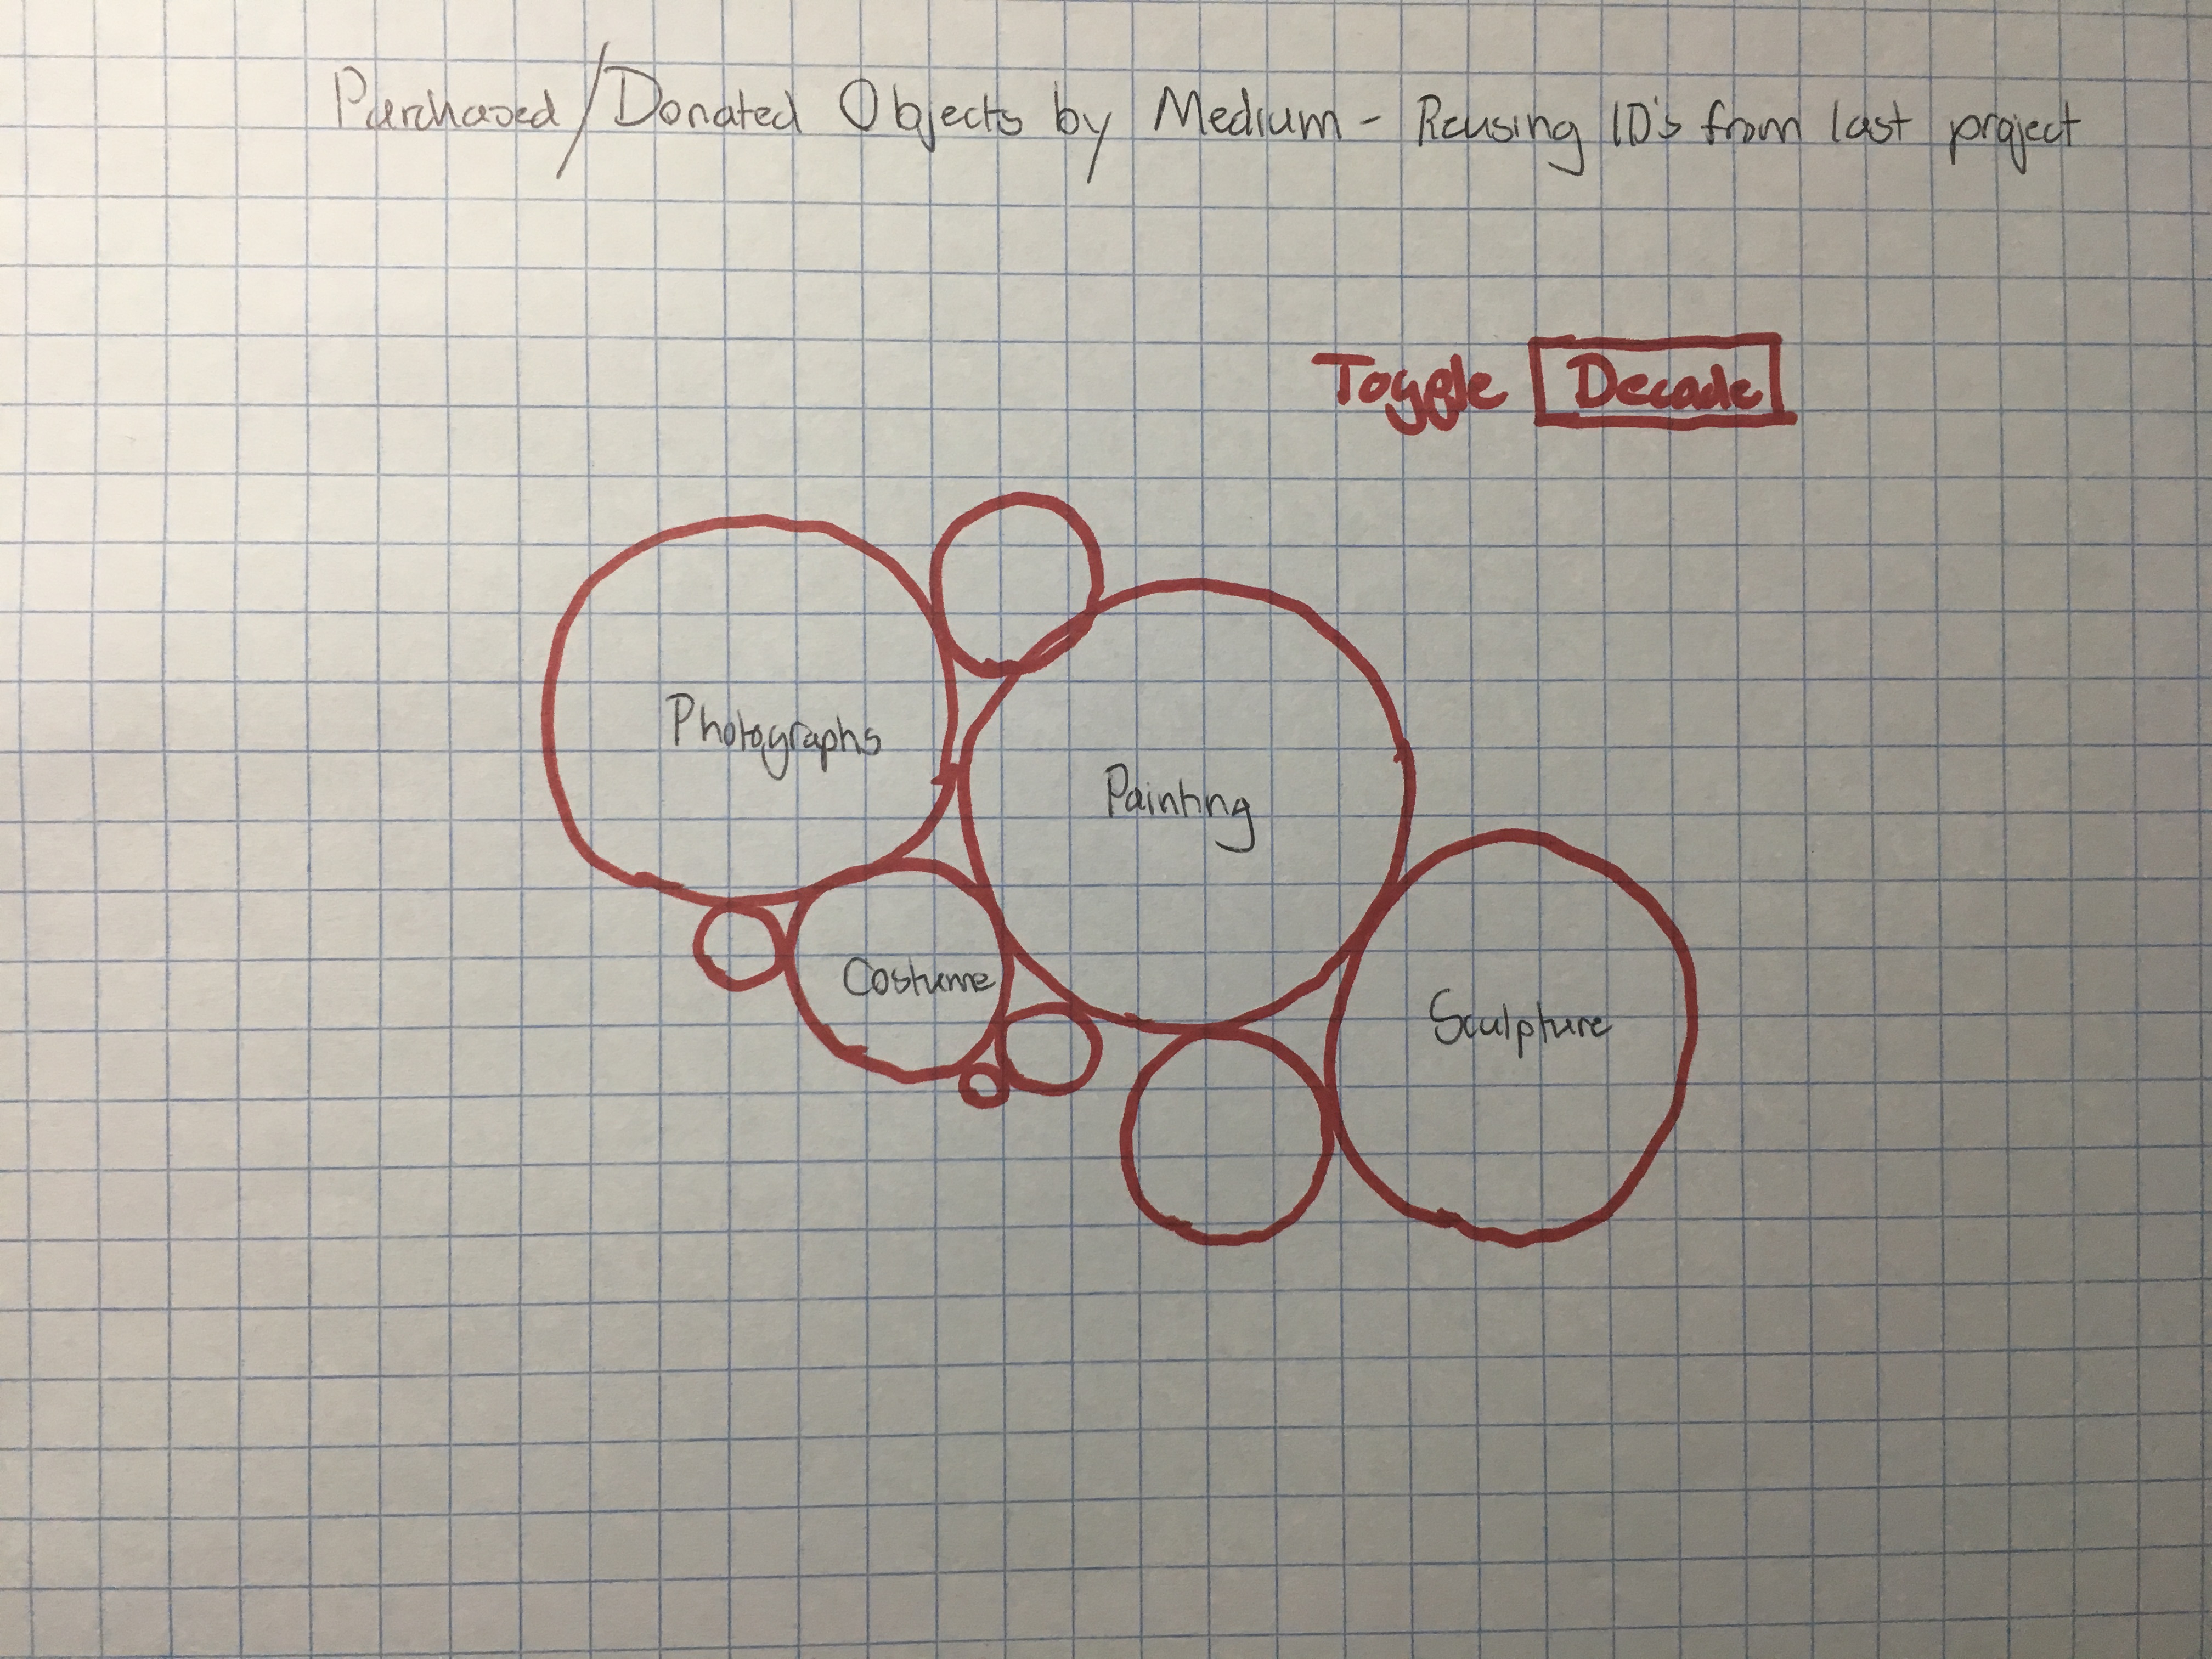 Purchased/Donated Objects by Medium - Reusing ID's from last project
Toggle Decade
Photographs
Painting
Costume
Sculpture